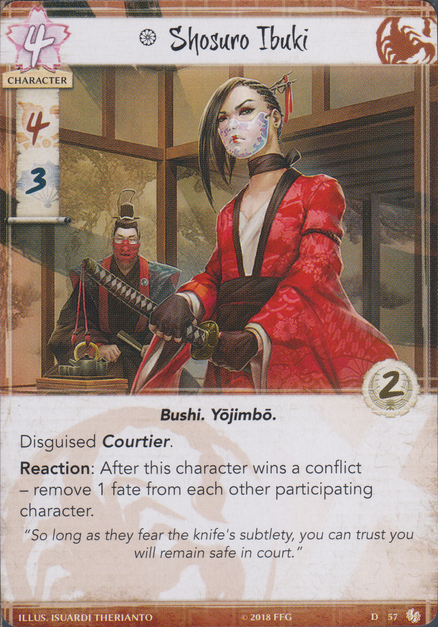 4
Shosuro Ibuki
CHARACTER
4
3
2
Bushi. Yōjimbō.
Disguised Courtier.
Reaction: After this character wins a conflict
– remove 1 fate from each other participating
character.
“So long as they fear the knife's subtlety, you can trust you
will remain safe in court.”
ILLUS. ISUARDI THERIANTO
© 2018 FFG
D 57